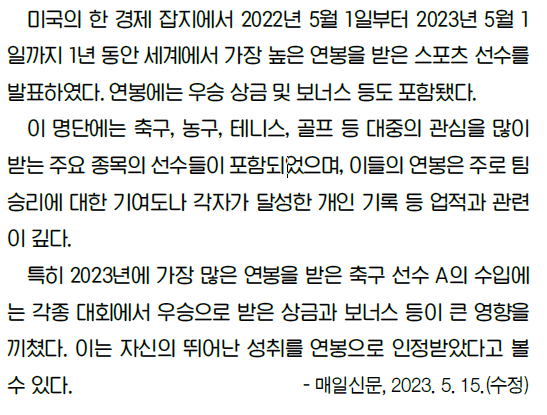 미국의 한 경제 잡지에서 2022년 5월 1일부터 2023년 5월 1
일까지 1년 동안 세계에서 가장 높은 연봉을 받은 스포츠 선수를
발표하였다. 연봉에는 우승 상금 및 보너스 등도 포함됐다.
이 명단에는 축구, 농구, 테니스, 골프 등 대중의 관심을 많이
받는 주요 종목의 선수들이 포함되었으며, 이들의 연봉은 주로 팀
승리에 대한 기여도나 각자가 달성한 개인 기록 등 업적과 관련
이 깊다.
특히 2023년에 가장 많은 연봉을 받은 축구 선수 A의 수입에
는 각종 대회에서 우승으로 받은 상금과 보너스 등이 큰 영향을
끼쳤다. 이는 자신의 뛰어난 성취를 연봉으로 인정받았다고 볼
수 있다. - 매일신문, 2023. 5. 15.(수정)